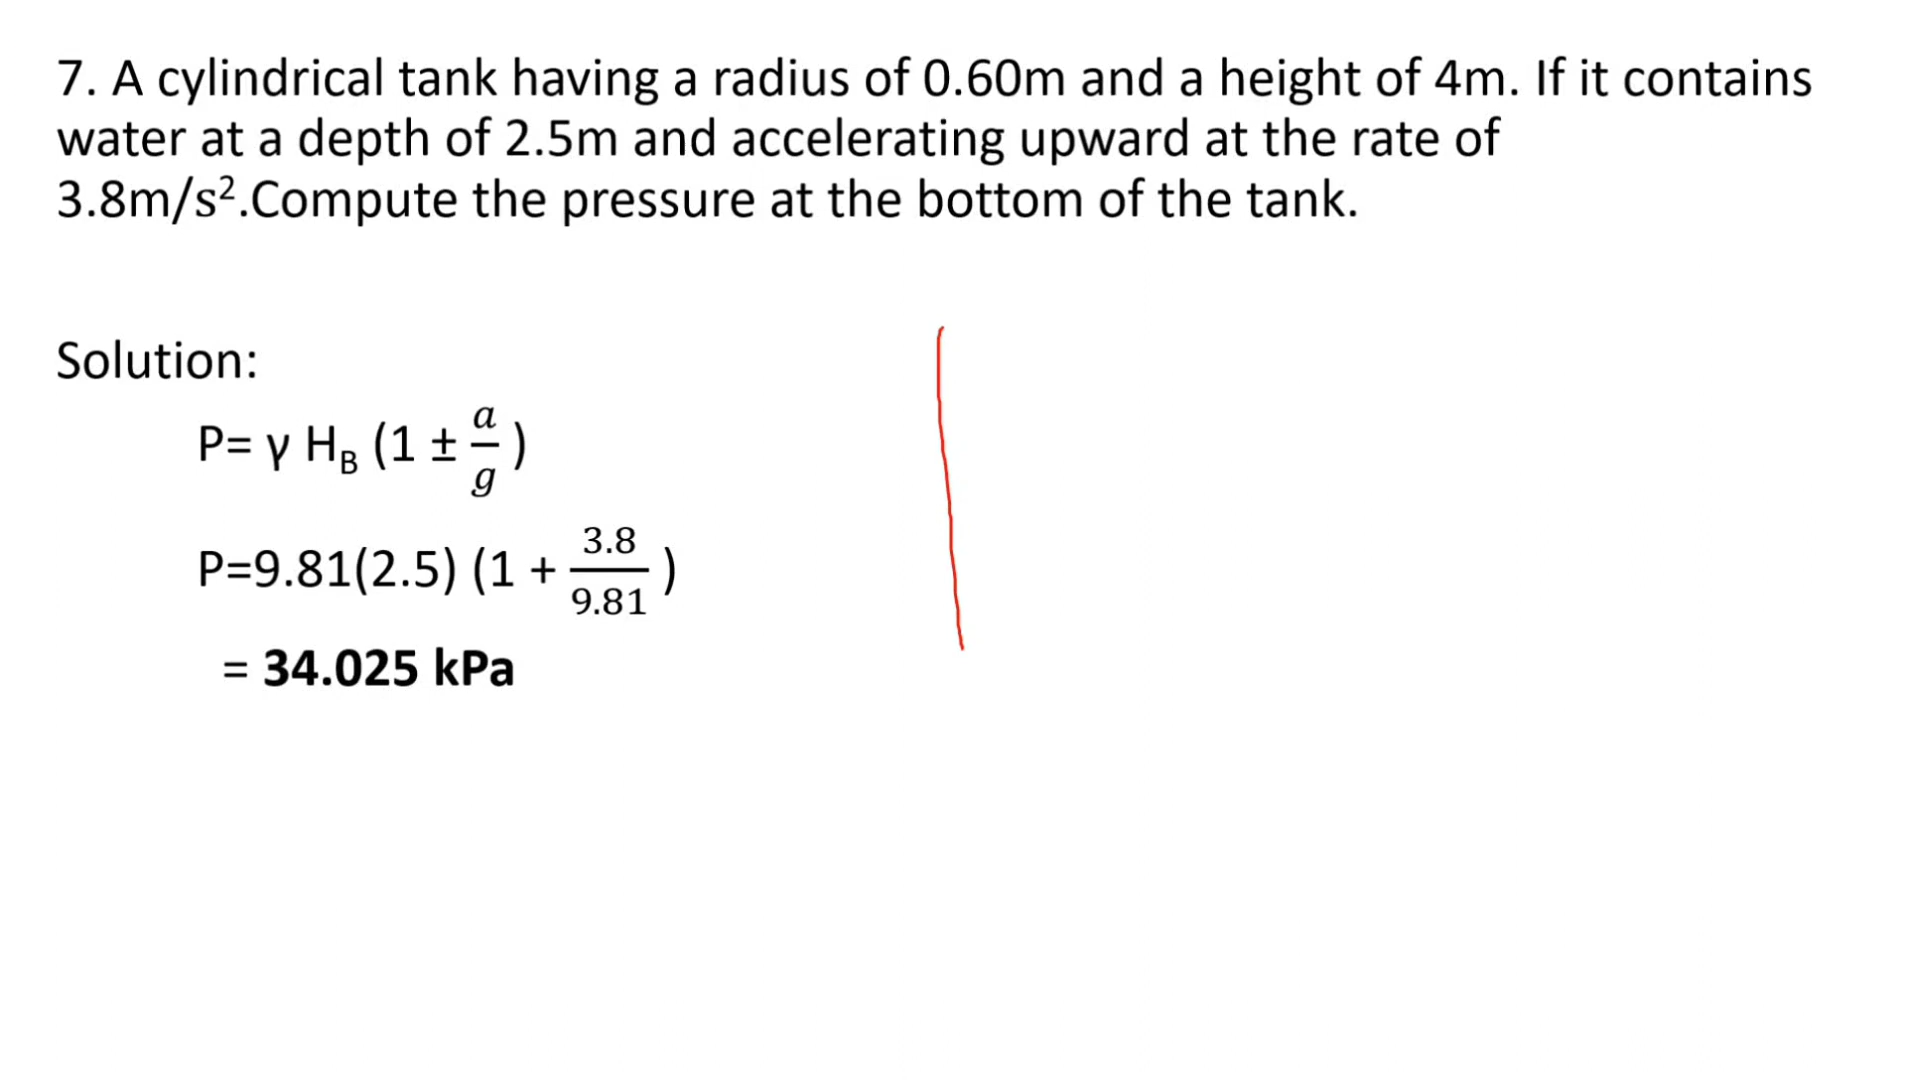 7. A cylindrical tank having a radius of 0.60m and a height of 4m. If it contains
water at a depth of 2.5m and accelerating upward at the rate of
3.8m/s².Compute the pressure at the bottom of the tank.
Solution:
P= γ H_B (1 ± a/g )
P=9.81(2.5) (1 + 3.8/9.81 )
= 34.025 kPa